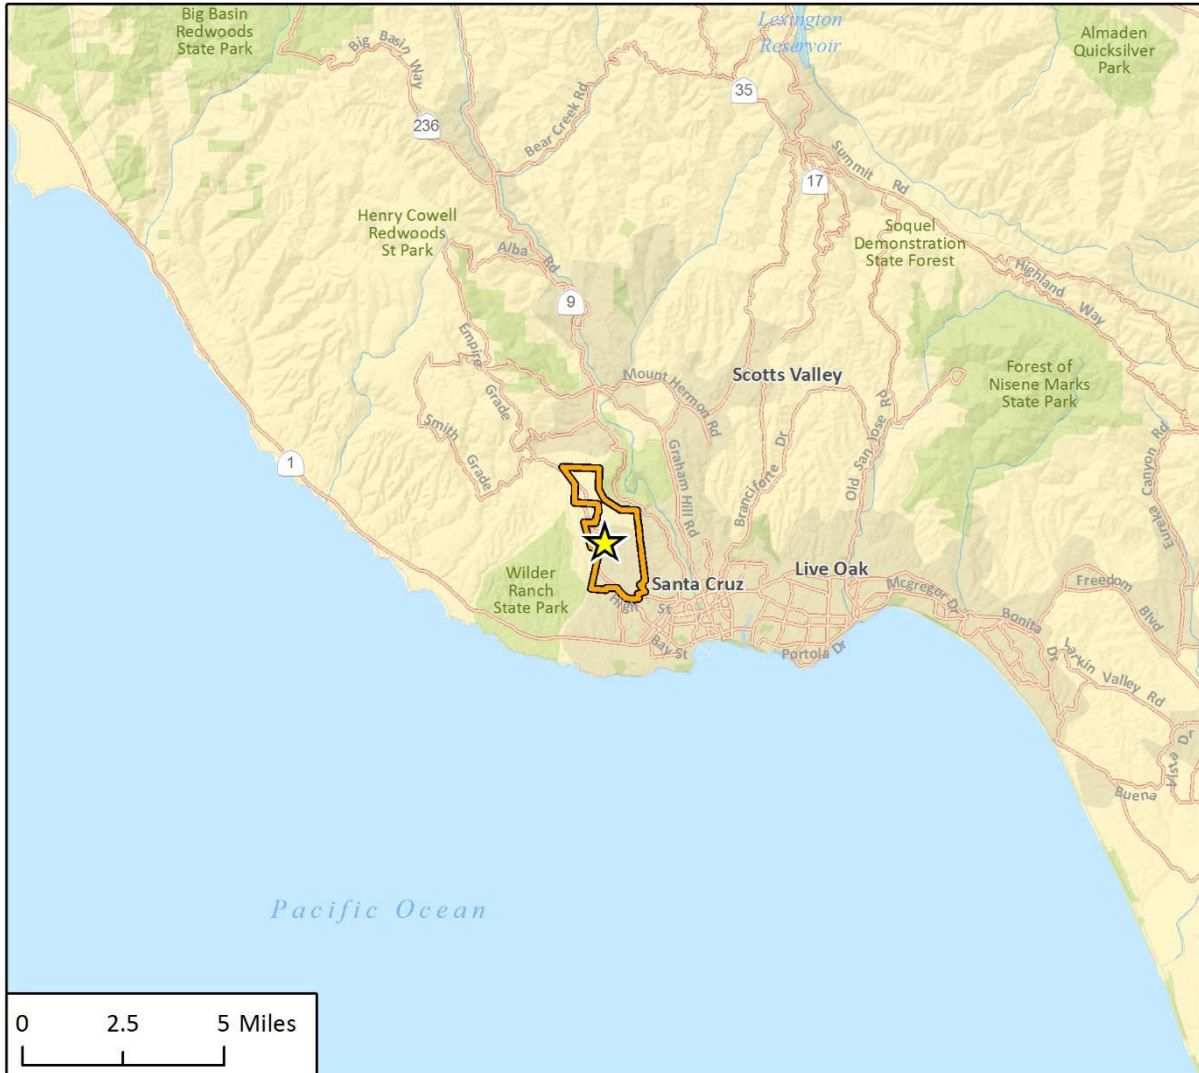 Big Basin
Redwoods
State Park
Big Basin Way
Lexington
Reservoir
Almaden
Quicksilver
Park
35
236
Bear Creek Rd
Summit Rd
17
Henry Cowell
Redwoods
St Park
Soquel
Demonstration
State Forest
Alba Rd
Highland Way
9
Empire Grade
Mount Hermon Rd
Scotts Valley
Forest of
Nisene Marks
State Park
Smith Grade
Graham Hill Rd
Branciforte Dr
Old San Jose Rd
Eureka Canyon Rd
1
Wilder
Ranch
State Park
Santa Cruz
Live Oak
High St
Bay St
Portola Dr
Mcgregor Dr
Freedom Blvd
Bonita Dr
Larkin Valley Rd
Buena Vista Dr
Pacific Ocean
0 2.5 5 Miles